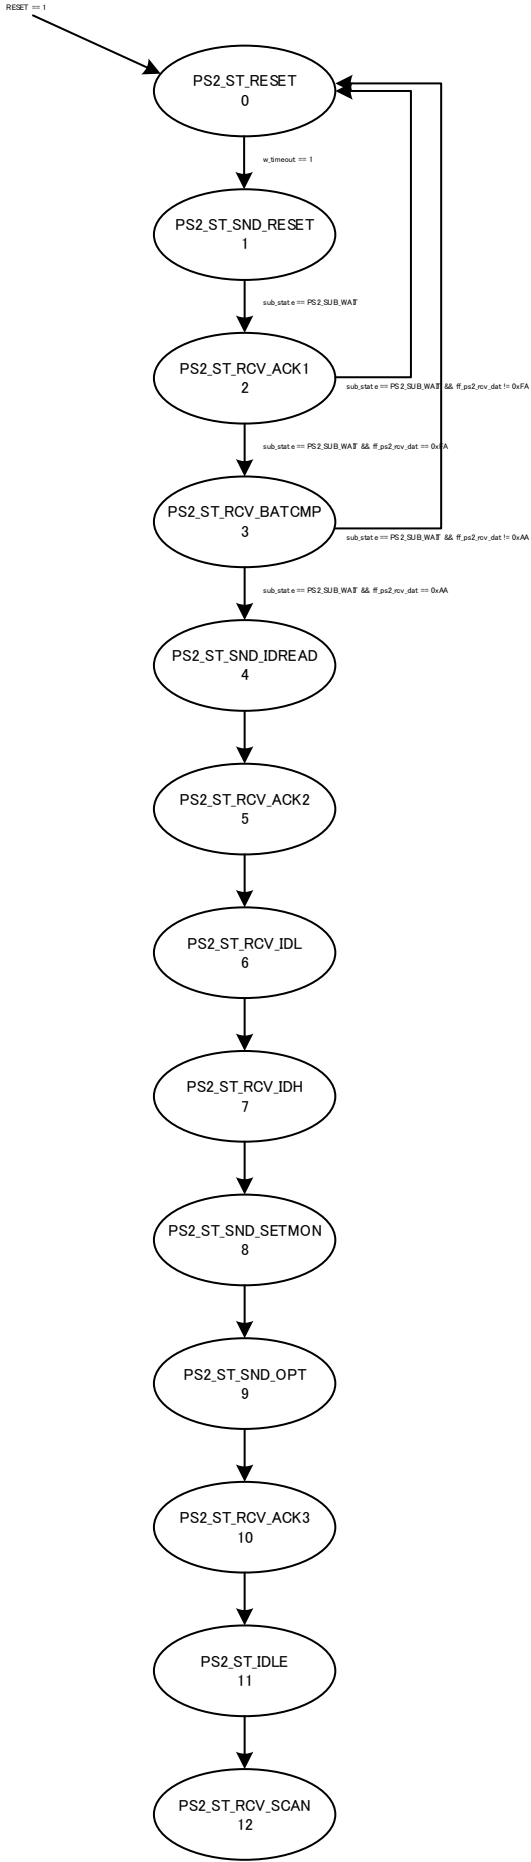 RESET == 1
PS2_ST_RESET
0
w_timeout == 1
PS2_ST_SND_RESET
1
sub_state == PS2_SUB_WAIT
PS2_ST_RCV_ACK1
2
sub_state == PS2_SUB_WAIT && ff_ps2_rcv_dat != 0xFA
sub_state == PS2_SUB_WAIT && ff_ps2_rcv_dat == 0xFA
PS2_ST_RCV_BATCMP
3
sub_state == PS2_SUB_WAIT && ff_ps2_rcv_dat != 0xAA
sub_state == PS2_SUB_WAIT && ff_ps2_rcv_dat == 0xAA
PS2_ST_SND_IDREAD
4
PS2_ST_RCV_ACK2
5
PS2_ST_RCV_IDL
6
PS2_ST_RCV_IDH
7
PS2_ST_SND_SETMON
8
PS2_ST_SND_OPT
9
PS2_ST_RCV_ACK3
10
PS2_ST_IDLE
11
PS2_ST_RCV_SCAN
12